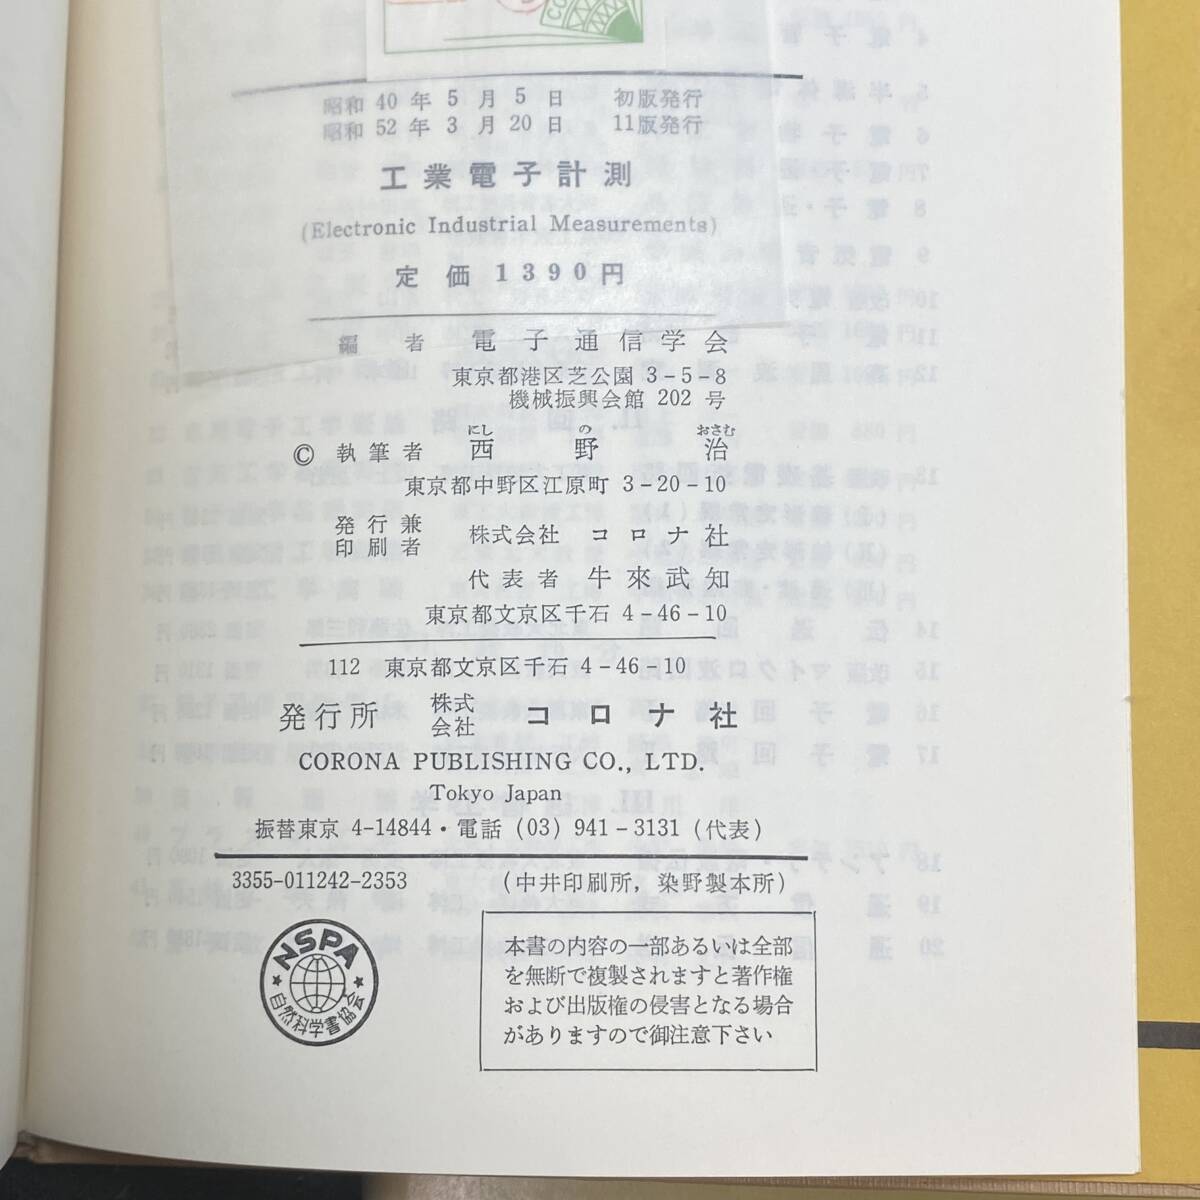 昭和 40 年 5 月 5 日 初版発行
昭和 52 年 3 月 20 日 11版発行
工業電子計測
(Electronic Industrial Measurements)
定価 1390円
編者 電子通信学会
東京都港区芝公園 3-5-8
機械振興会館 202 号
にし の おさむ
© 執筆者 西野治
東京都中野区江原町 3-20-10
発行兼
印刷者 株式会社 コロナ社
代表者 牛來武知
東京都文京区千石 4-46-10
112 東京都文京区千石 4-46-10
発行所 株式会社 コロナ社
CORONA PUBLISHING CO., LTD.
Tokyo Japan
振替東京 4-14844・電話 (03) 941-3131 (代表)
3355-011242-2353 (中井印刷所, 染野製本所)
NSPA
自然科学書協会
本書の内容の一部あるいは全部
を無断で複製されますと著作権
および出版権の侵害となる場合
がありますので御注意下さい